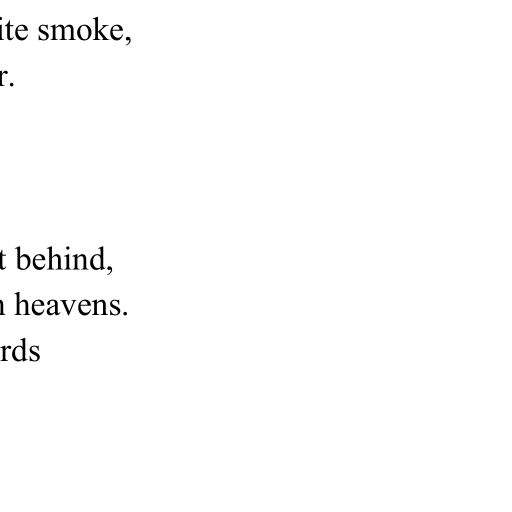 ite smoke,
r.
t behind,
n heavens.
rds